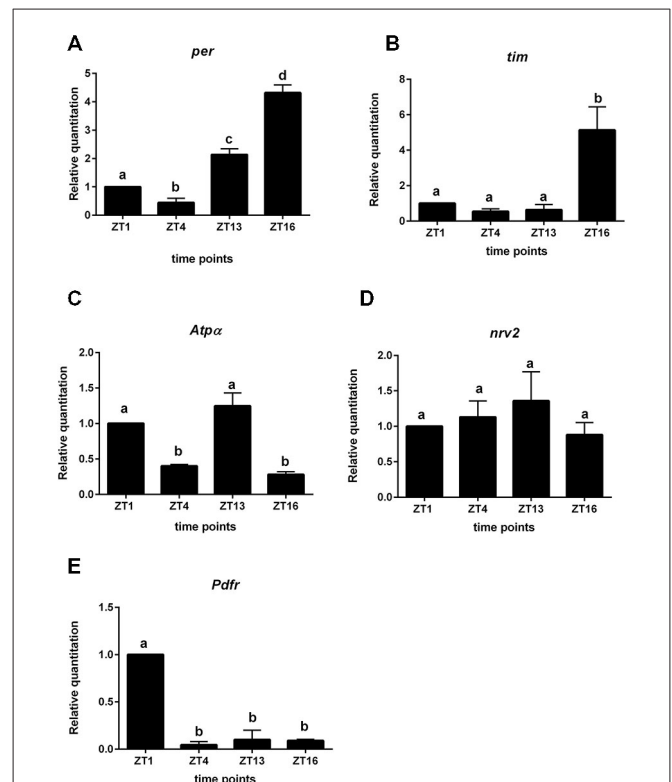 A
per
Relative quantitation
5
4
3
2
1
0
a
b
c
d
ZT1 ZT4 ZT13 ZT16
time points
B
tim
Relative quantitation
8
6
4
2
0
a
a
a
b
ZT1 ZT4 ZT13 ZT16
time points
C
Atpα
Relative quantitation
2.0
1.5
1.0
0.5
0.0
a
b
a
b
ZT1 ZT4 ZT13 ZT16
time points
D
nrv2
Relative quantitation
2.0
1.5
1.0
0.5
0.0
a
a
a
a
ZT1 ZT4 ZT13 ZT16
time points
E
Pdfr
Relative quantitation
1.5
1.0
0.5
0.0
a
b
b
b
ZT1 ZT4 ZT13 ZT16
time points